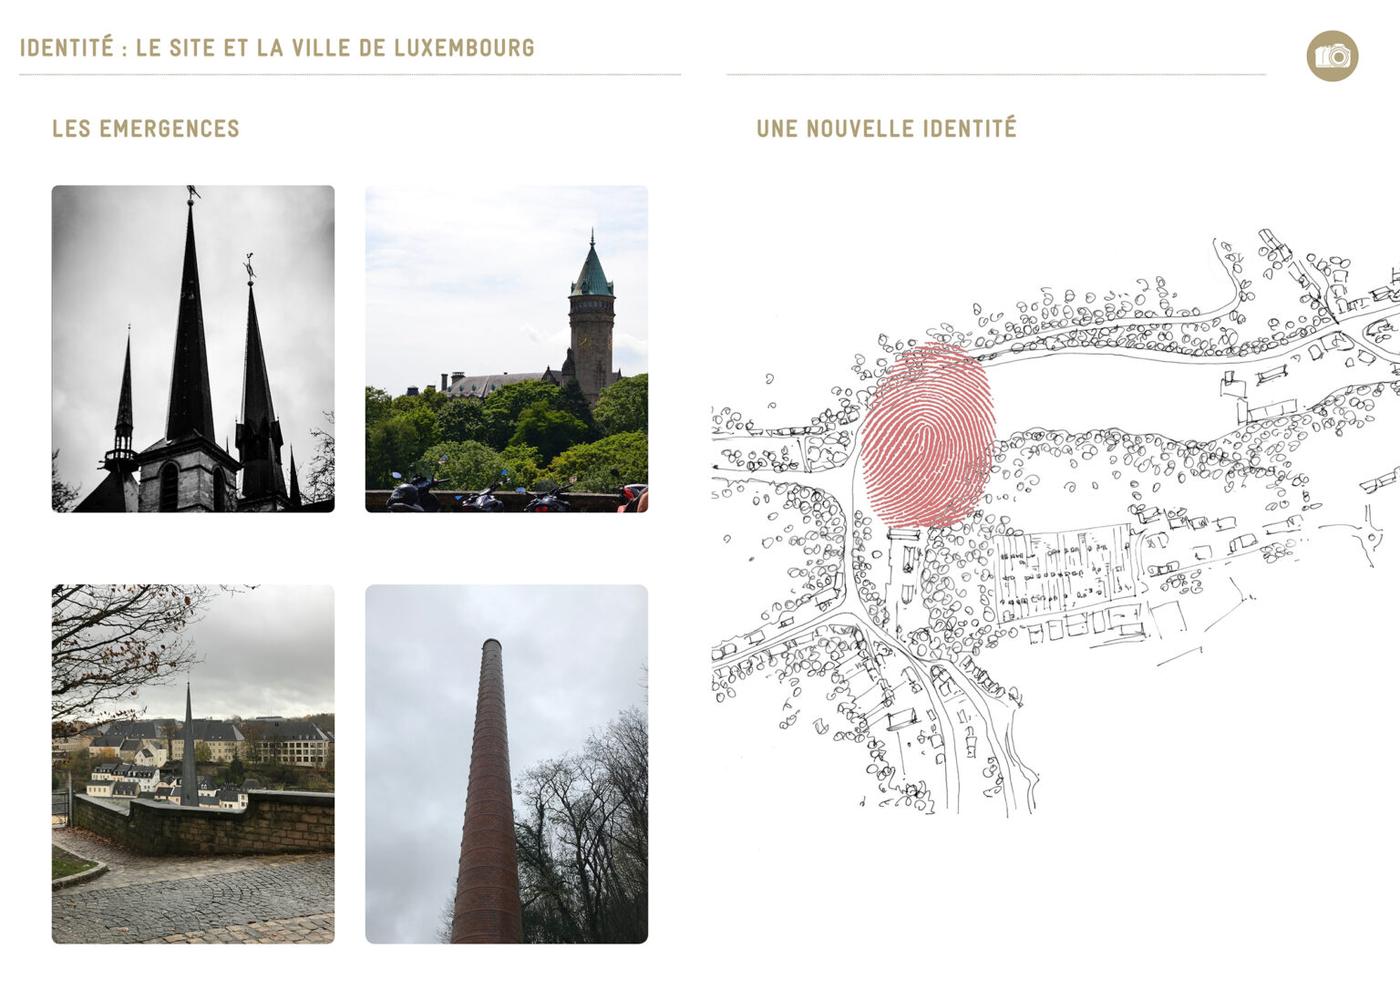 IDENTITÉ : LE SITE ET LA VILLE DE LUXEMBOURG
LES EMERGENCES
UNE NOUVELLE IDENTITÉ